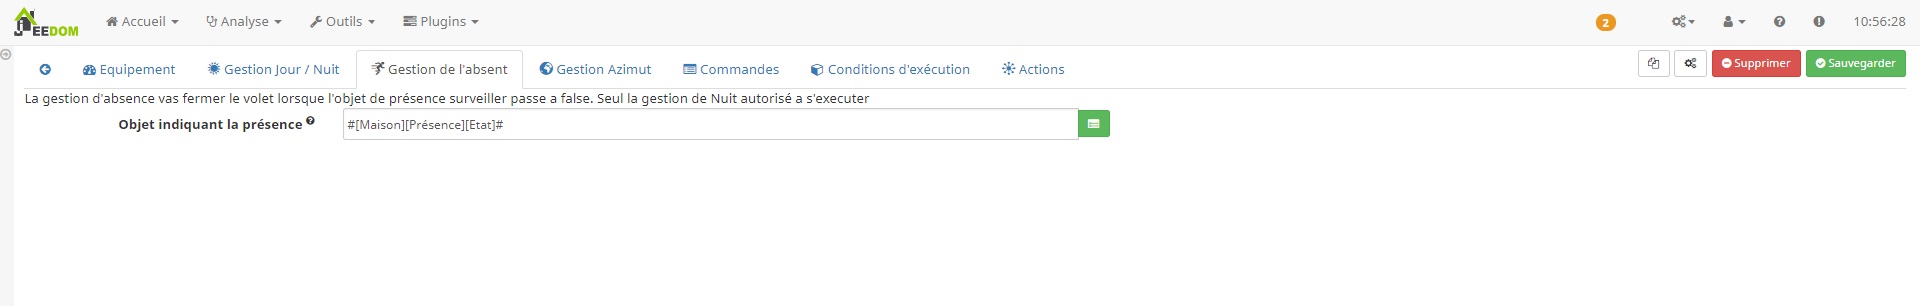 JEEDOM Accueil Analyse Outils Plugins 2 10:56:28
Equipement Gestion Jour / Nuit Gestion de l'absent Gestion Azimut Commandes Conditions d'exécution Actions Supprimer Sauvegarder
La gestion d'absence vas fermer le volet lorsque l'objet de présence surveiller passe a false. Seul la gestion de Nuit autorisé a s'executer
Objet indiquant la présence #[Maison][Présence][Etat]#